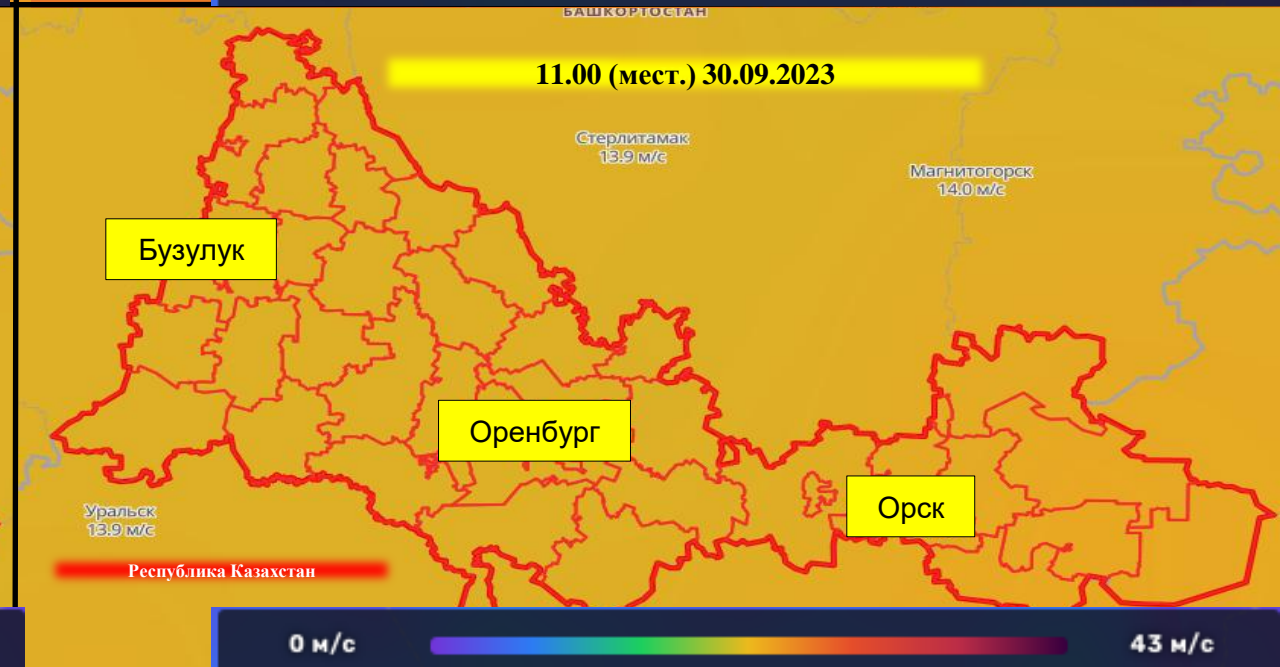 БАШКОРТОСТАН
11.00 (мест.) 30.09.2023
Стерлитамак
13.9 м/с
Магнитогорск
14.0 м/с
Бузулук
Оренбург
Орск
Уральск
13.9 м/с
Республика Казахстан
0 м/с
43 м/с